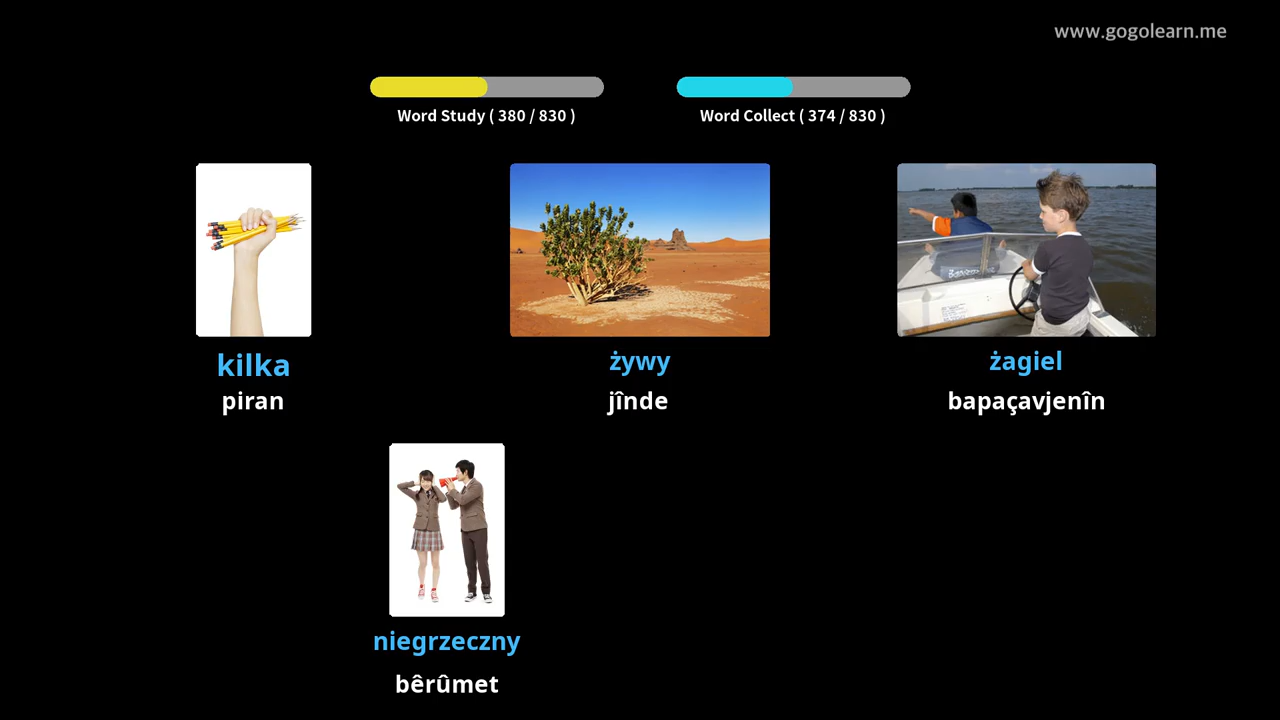 www.gogolearn.me
Word Study ( 380 / 830 )
Word Collect ( 374 / 830 )
kilka
piran
żywy
jînde
żagiel
bapaçavjenîn
niegrzeczny
bêrûmet